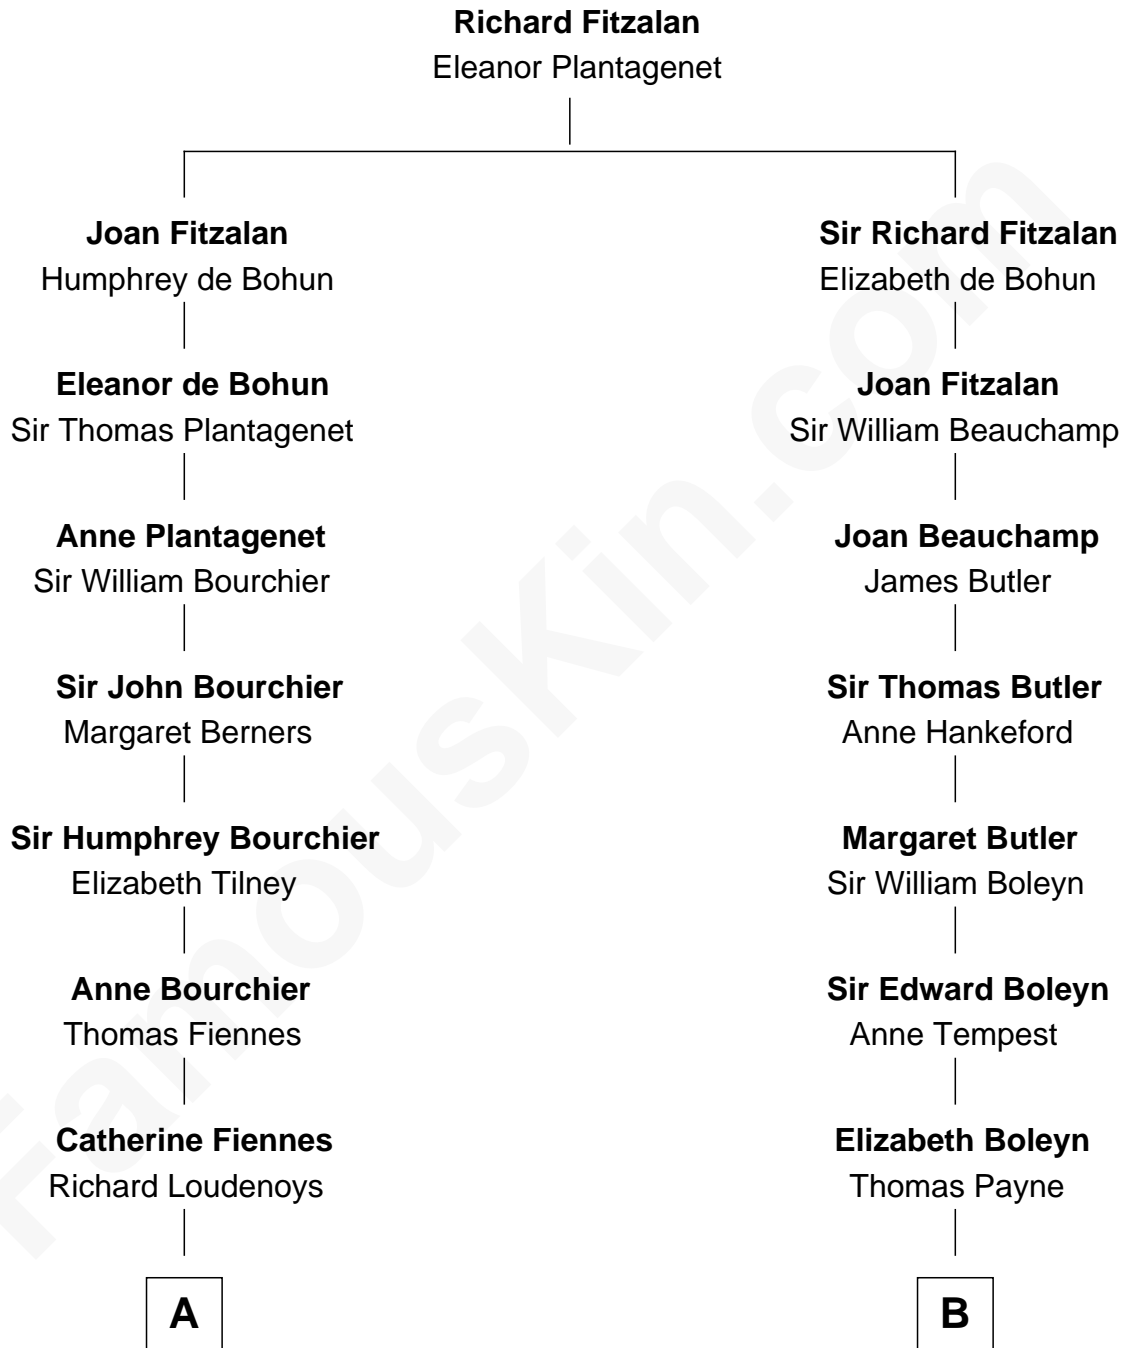 Richard Fitzalan
Eleanor Plantagenet
Joan Fitzalan
Humphrey de Bohun
Sir Richard Fitzalan
Elizabeth de Bohun
Eleanor de Bohun
Sir Thomas Plantagenet
Joan Fitzalan
Sir William Beauchamp
Anne Plantagenet
Sir William Bourchier
Joan Beauchamp
James Butler
Sir John Bourchier
Margaret Berners
Sir Thomas Butler
Anne Hankeford
Sir Humphrey Bourchier
Elizabeth Tilney
Margaret Butler
Sir William Boleyn
Anne Bourchier
Thomas Fiennes
Sir Edward Boleyn
Anne Tempest
Catherine Fiennes
Richard Loudenoys
Elizabeth Boleyn
Thomas Payne
A
B
FamousKin.com